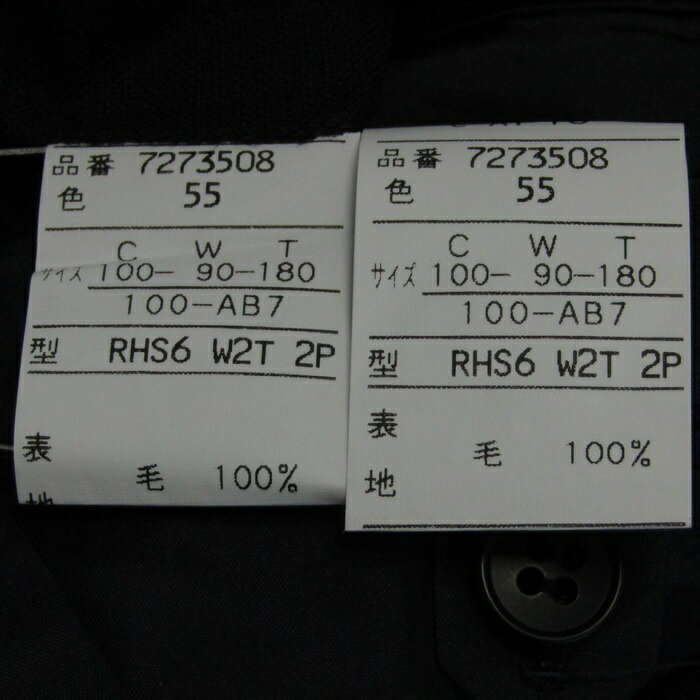 品番 7273508
色 55
C W T
サイズ 100- 90-180
100-AB7
型 RHS6 W2T 2P
表
毛 100%
地
品番 7273508
色 55
C W T
サイズ 100- 90-180
100-AB7
型 RHS6 W2T 2P
表
毛 100%
地